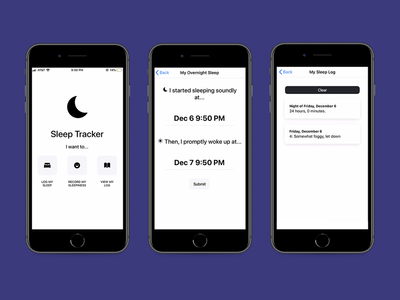 AT&T
9:50 PM
Sleep Tracker
I want to...
LOG MY
SLEEP
RECORD MY
SLEEPINESS
VIEW MY
LOG
Back
My Overnight Sleep
I started sleeping soundly
at...
Dec 6 9:50 PM
Then, I promptly woke up at...
Dec 7 9:50 PM
Submit
Back
My Sleep Log
Clear
Night of Friday, December 6
24 hours, 0 minutes.
Friday, December 6
4: Somewhat foggy, let down